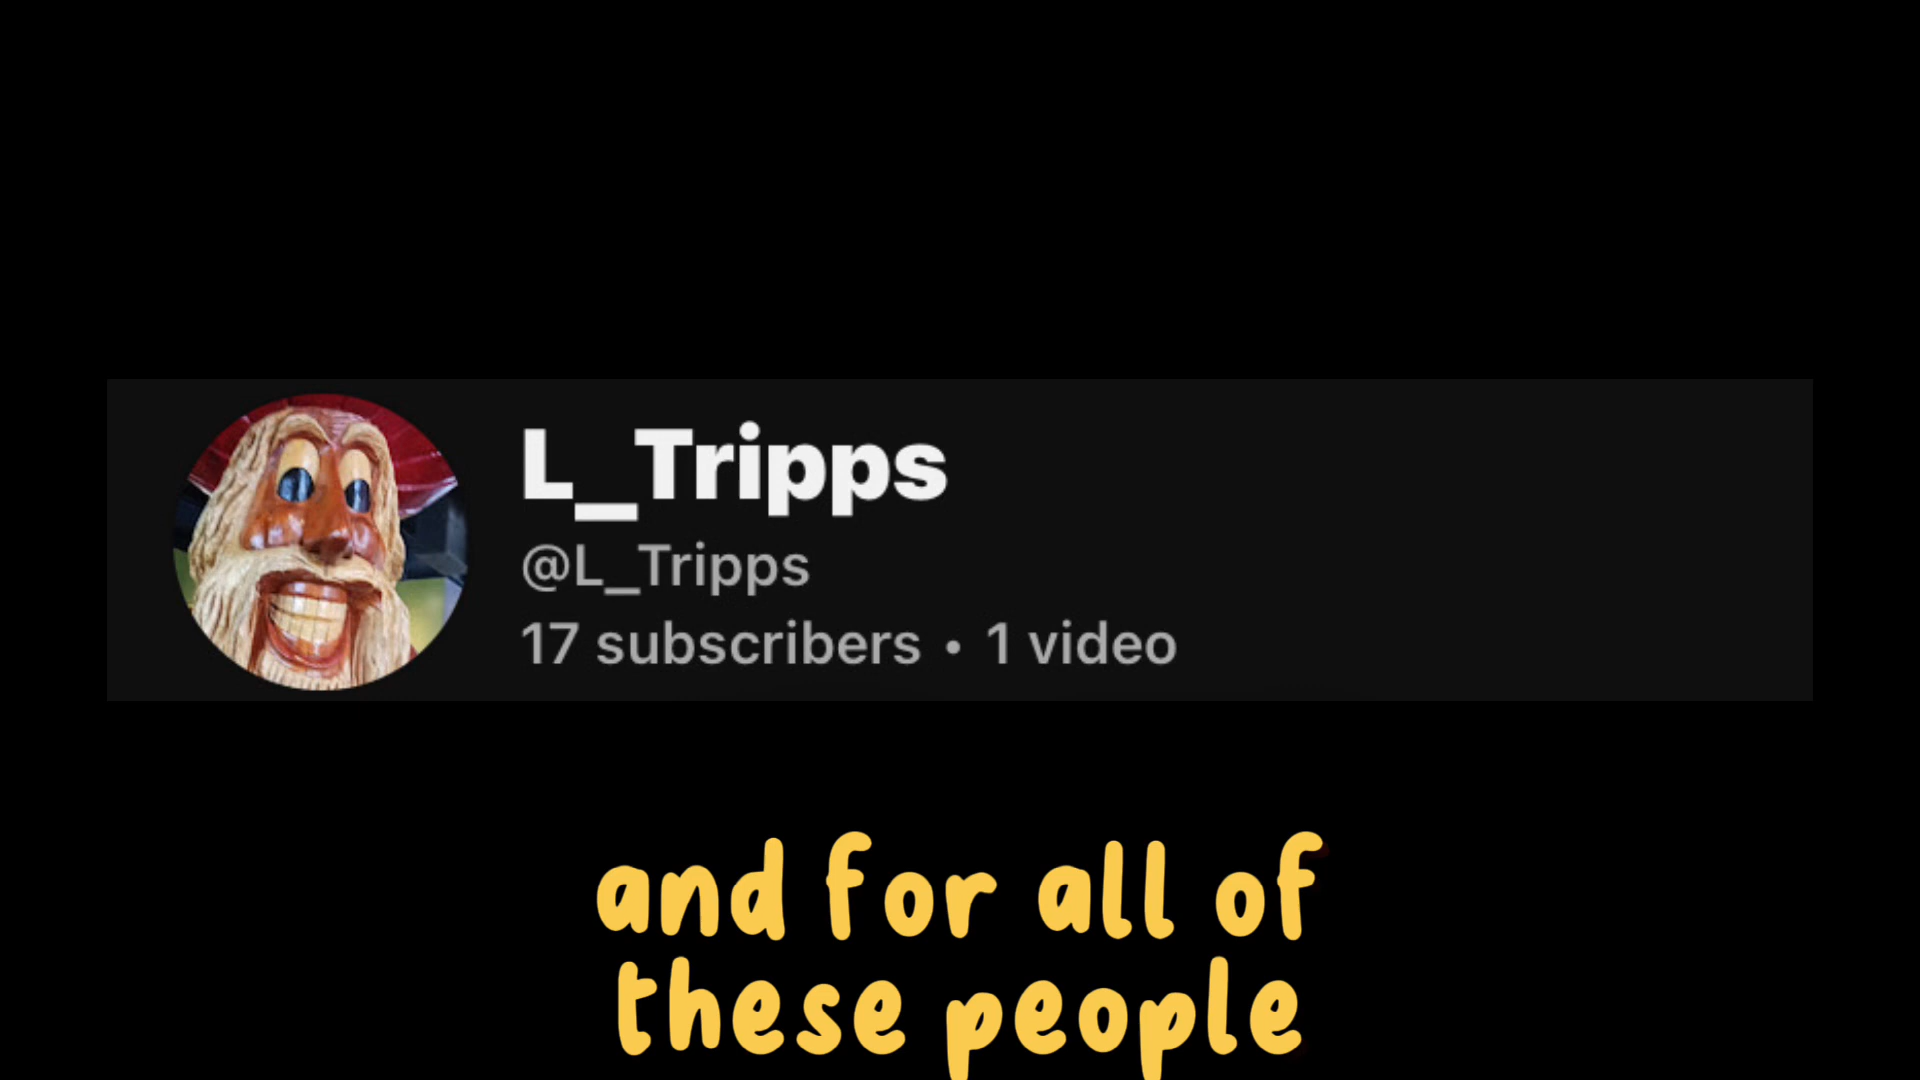 L_Tripps
@L_Tripps
17 subscribers • 1 video
and for all of
these people